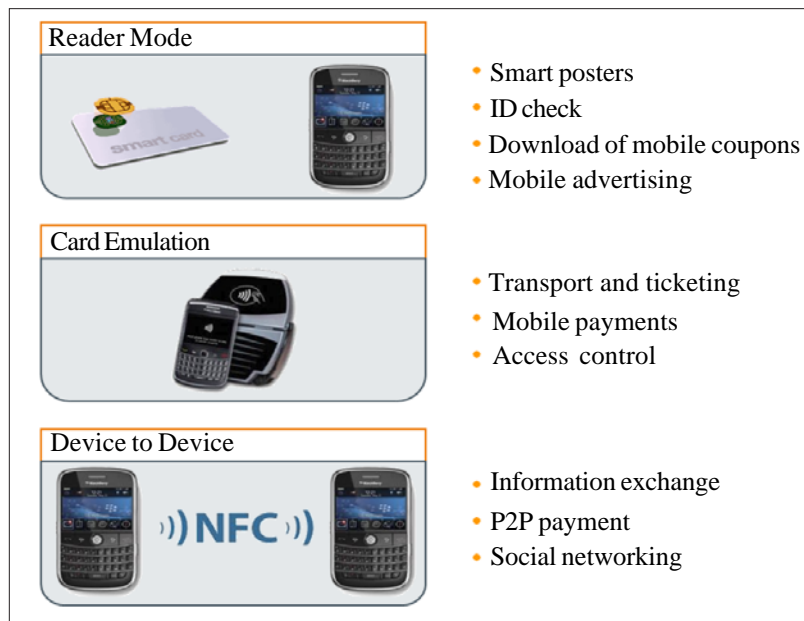 Reader Mode
smart card
• Smart posters
• ID check
• Download of mobile coupons
• Mobile advertising
Card Emulation
• Transport and ticketing
• Mobile payments
• Access control
Device to Device
NFC
• Information exchange
• P2P payment
• Social networking